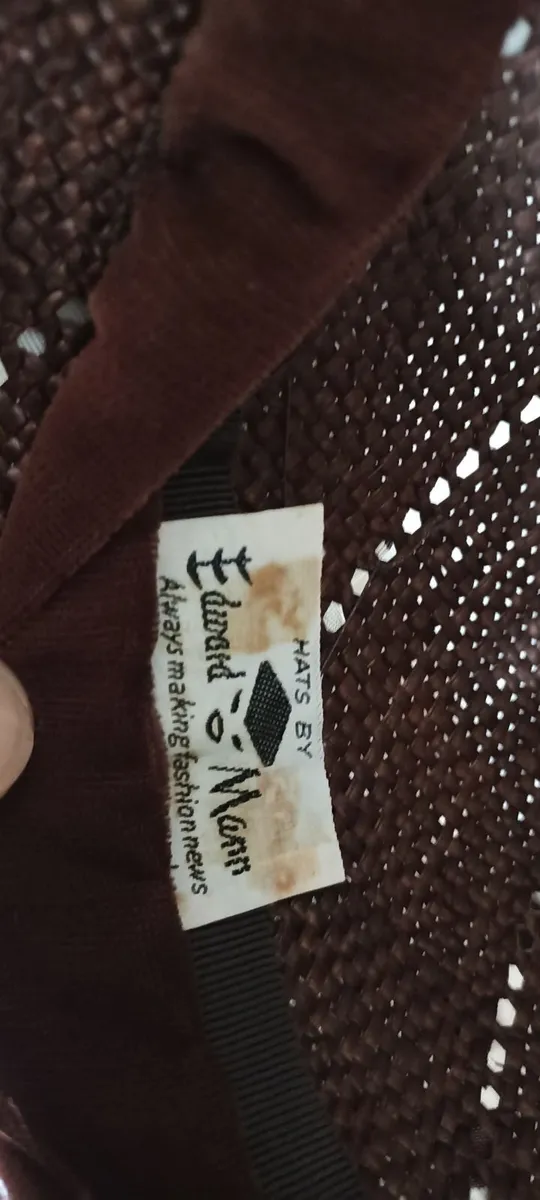 HATS BY
Edward Mann
Always making fashion news